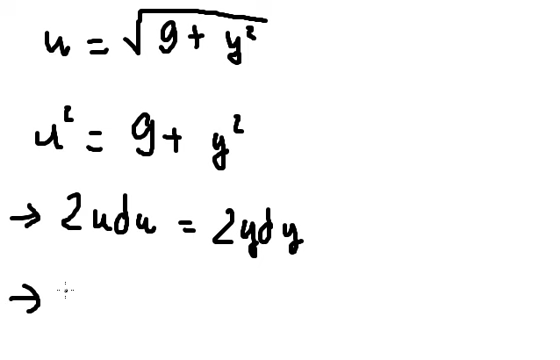 u = √(9 + y²)
u² = 9 + y²
→ 2udu = 2ydy
→